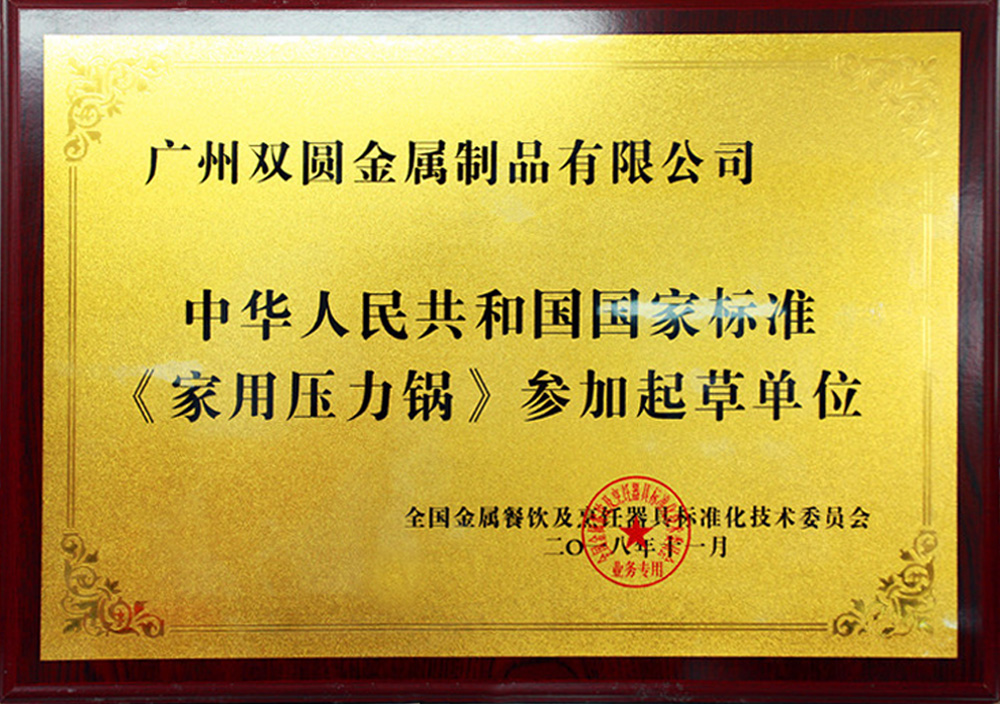 广州双圆金属制品有限公司
中华人民共和国国家标准
《家用压力锅》参加起草单位
全国金属餐饮及烹饪器具标准化技术委员会
二〇一八年十一月
业务专用